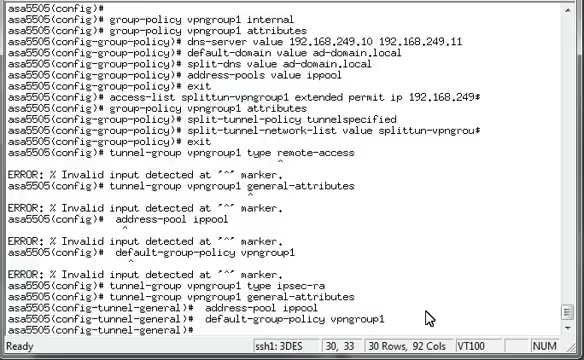 asa5505(config)#
asa5505(config)# group-policy vpngroup1 internal
asa5505(config)# group-policy vpngroup1 attributes
asa5505(config-group-policy)# dns-server value 192.168.249.10 192.168.249.11
asa5505(config-group-policy)# default-domain value ad-domain.local
asa5505(config-group-policy)# split-dns value ad-domain.local
asa5505(config-group-policy)# address-pools value ippool
asa5505(config-group-policy)# exit
asa5505(config)# access-list splittun-vpngroup1 extended permit ip 192.168.249$
asa5505(config)# group-policy vpngroup1 attributes
asa5505(config-group-policy)# split-tunnel-policy tunnelspecified
asa5505(config-group-policy)# split-tunnel-network-list value splittun-vpngrou$
asa5505(config-group-policy)# exit
asa5505(config)# tunnel-group vpngroup1 type remote-access
^
ERROR: % Invalid input detected at '^' marker.
asa5505(config)# tunnel-group vpngroup1 general-attributes
^
ERROR: % Invalid input detected at '^' marker.
asa5505(config)#  address-pool ippool
^
ERROR: % Invalid input detected at '^' marker.
asa5505(config)#  default-group-policy vpngroup1
^
ERROR: % Invalid input detected at '^' marker.
asa5505(config)# tunnel-group vpngroup1 type ipsec-ra
asa5505(config)# tunnel-group vpngroup1 general-attributes
asa5505(config-tunnel-general)#  address-pool ippool
asa5505(config-tunnel-general)#  default-group-policy vpngroup1
asa5505(config-tunnel-general)#
Ready ssh1: 3DES 30, 33 30 Rows, 92 Cols VT100 NUM